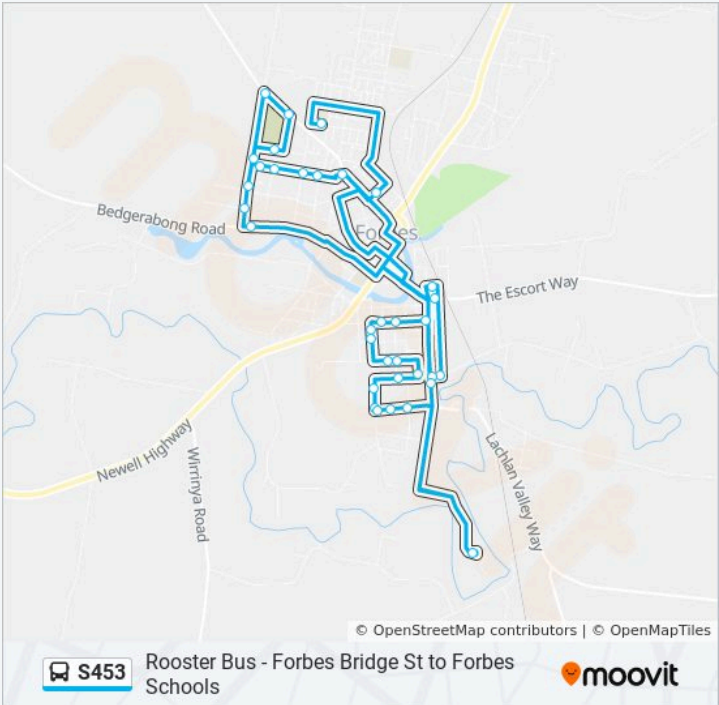 Bedgerabong Road
Forbes
The Escort Way
Newell Highway
Wirrinya Road
Lachlan Valley Way
© OpenStreetMap contributors | © OpenMapTiles
S453
Rooster Bus - Forbes Bridge St to Forbes
Schools
moovit